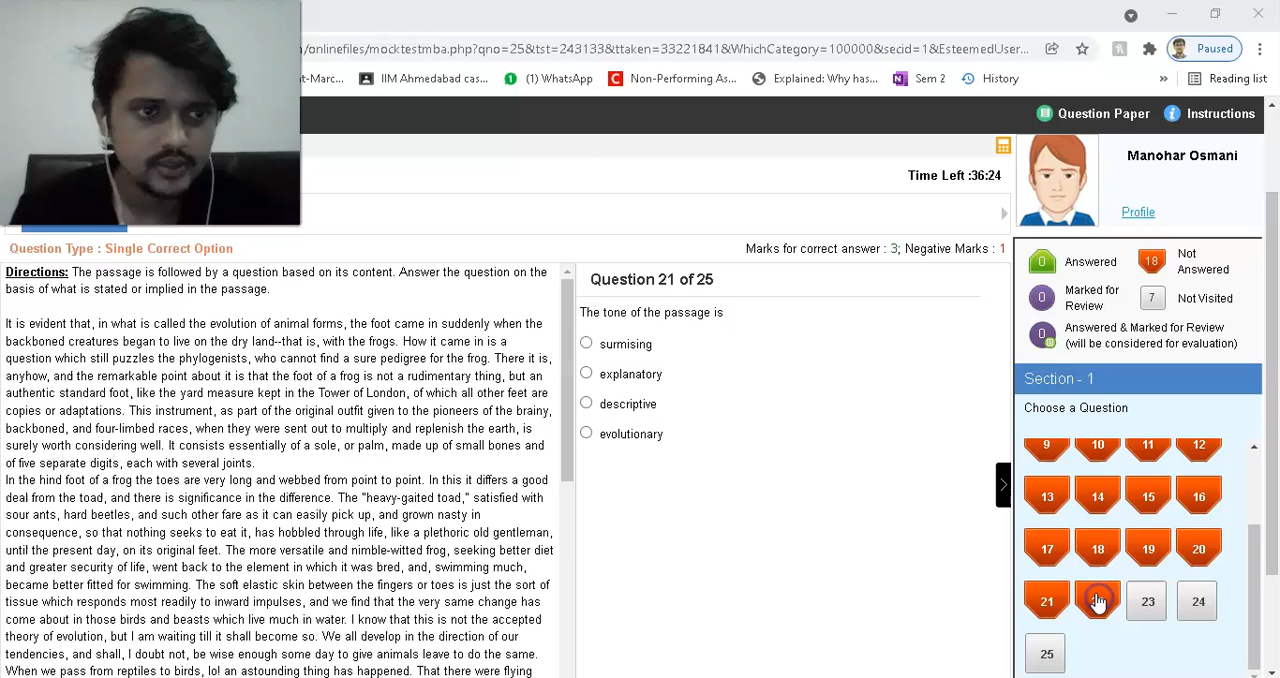 /onlinefiles/mocktestmba.php?qno=25&tst=243133&ttaken=33221841&WhichCategory=100000&secid=1&EsteemedUser... Paused
nt-Marc... IIM Ahmedabad cas... (1) WhatsApp Non-Performing As... Explained: Why has... Sem 2 History » Reading list
Question Paper Instructions
Manohar Osmani
Time Left :36:24
Profile
Question Type : Single Correct Option
Marks for correct answer : 3; Negative Marks : 1
Directions: The passage is followed by a question based on its content. Answer the question on the
basis of what is stated or implied in the passage.
It is evident that, in what is called the evolution of animal forms, the foot came in suddenly when the
backboned creatures began to live on the dry land--that is, with the frogs. How it came in is a
question which still puzzles the phylogenists, who cannot find a sure pedigree for the frog. There it is,
anyhow, and the remarkable point about it is that the foot of a frog is not a rudimentary thing, but an
authentic standard foot, like the yard measure kept in the Tower of London, of which all other feet are
copies or adaptations. This instrument, as part of the original outfit given to the pioneers of the brainy,
backboned, and four-limbed races, when they were sent out to multiply and replenish the earth, is
surely worth considering well. It consists essentially of a sole, or palm, made up of small bones and
of five separate digits, each with several joints.
In the hind foot of a frog the toes are very long and webbed from point to point. In this it differs a good
deal from the toad, and there is significance in the difference. The "heavy-gaited toad," satisfied with
sour ants, hard beetles, and such other fare as it can easily pick up, and grown nasty in
consequence, so that nothing seeks to eat it, has hobbled through life, like a plethoric old gentleman,
until the present day, on its original feet. The more versatile and nimble-witted frog, seeking better diet
and greater security of life, went back to the element in which it was bred, and, swimming much,
became better fitted for swimming. The soft elastic skin between the fingers or toes is just the sort of
tissue which responds most readily to inward impulses, and we find that the very same change has
come about in those birds and beasts which live much in water. I know that this is not the accepted
theory of evolution, but I am waiting till it shall become so. We all develop in the direction of our
tendencies, and shall, I doubt not, be wise enough some day to give animals leave to do the same.
When we pass from reptiles to birds, lo! an astounding thing has happened. That there were flying
Question 21 of 25
The tone of the passage is
surmising
explanatory
descriptive
evolutionary
0 Answered 18 Not
Answered
0 Marked for
Review 7 Not Visited
0 Answered & Marked for Review
(will be considered for evaluation)
Section - 1
Choose a Question
9 10 11 12
13 14 15 16
17 18 19 20
21 23 24
25